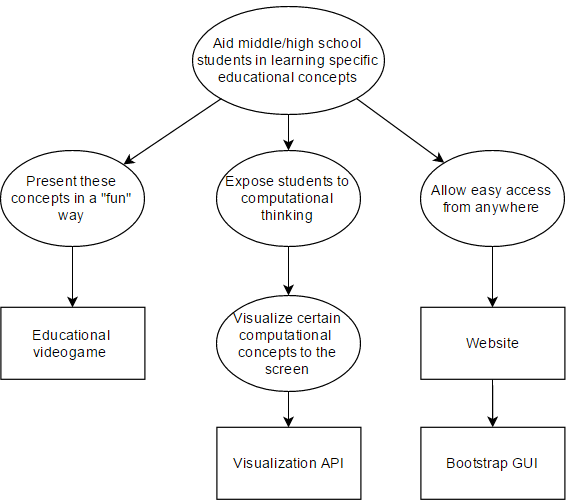 Aid middle/high school
students in learning specific
educational concepts
Present these
concepts in a "fun"
way
Expose students to
computational
thinking
Allow easy access
from anywhere
Educational
videogame
Visualize certain
computational
concepts to the
screen
Website
Visualization API
Bootstrap GUI